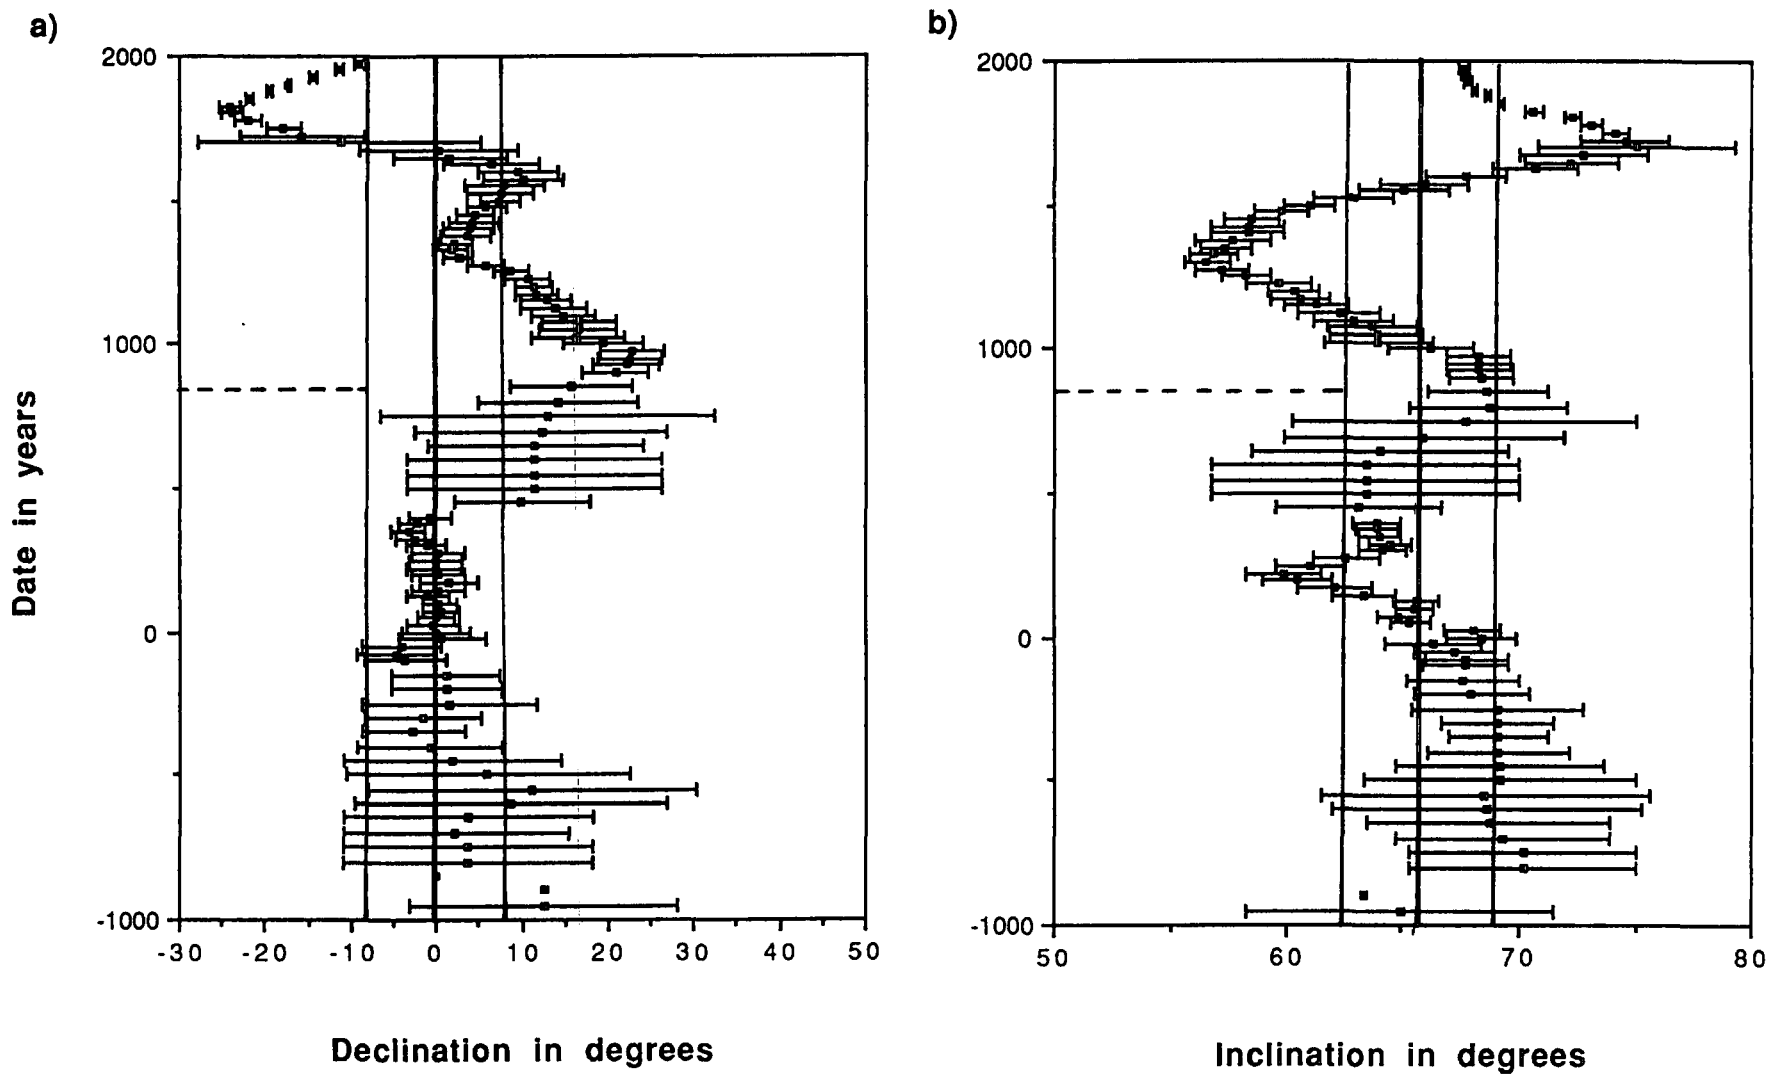 a)
b)
2000
1000
0
-1000
-30 -20 -10 0 10 20 30 40 50
Date in years
Declination in degrees
2000
1000
0
-1000
50 60 70 80
Inclination in degrees